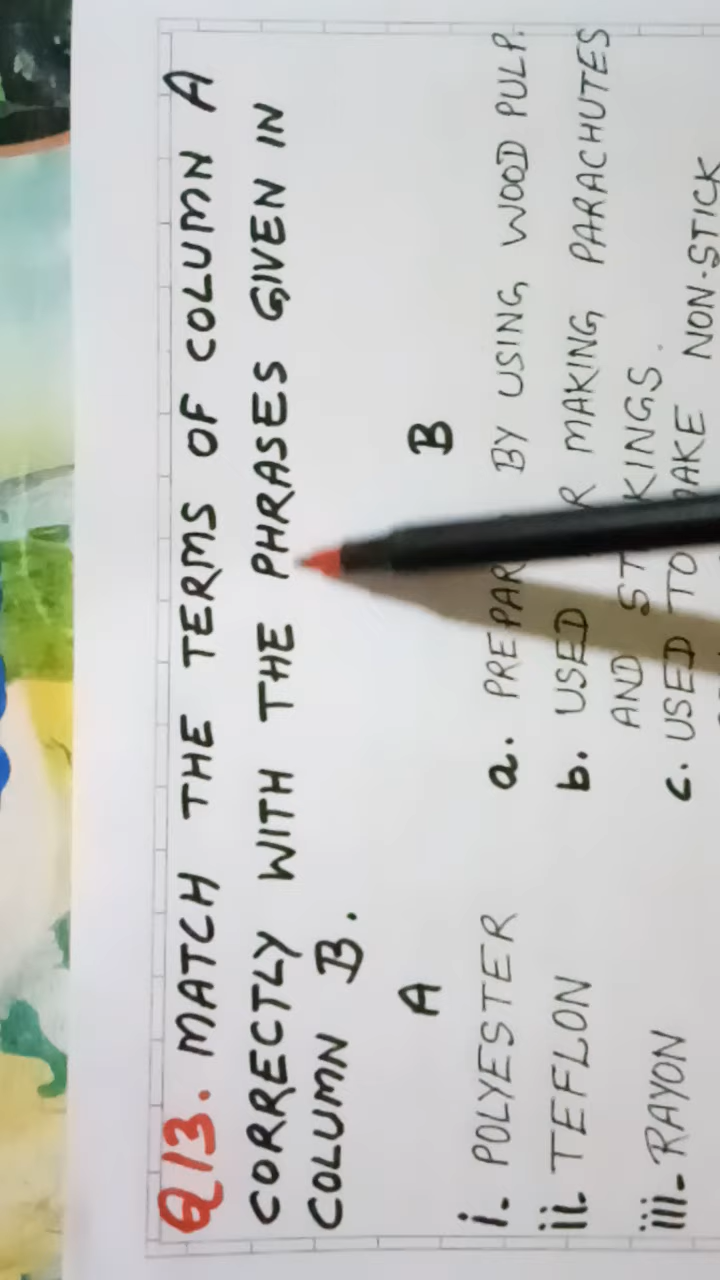 Q13. MATCH THE TERMS OF COLUMN A
CORRECTLY WITH THE PHRASES GIVEN IN
COLUMN B.
A B
i. POLYESTER a. PREPAR BY USING WOOD PULP.
ii. TEFLON b. USED R MAKING PARACHUTES
AND ST KINGS.
iii. RAYON c. USED TO AKE NON-STICK